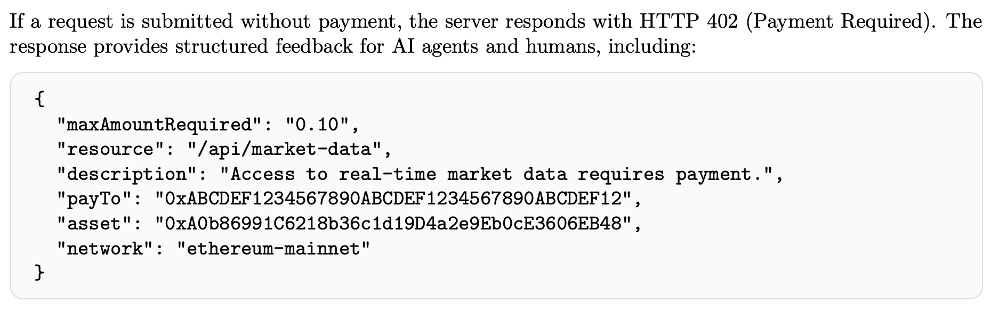 If a request is submitted without payment, the server responds with HTTP 402 (Payment Required). The
response provides structured feedback for AI agents and humans, including:
{
  "maxAmountRequired": "0.10",
  "resource": "/api/market-data",
  "description": "Access to real-time market data requires payment.",
  "payTo": "0xABCDEF1234567890ABCDEF1234567890ABCDEF12",
  "asset": "0xA0b86991C6218b36c1d19D4a2e9Eb0cE3606EB48",
  "network": "ethereum-mainnet"
}